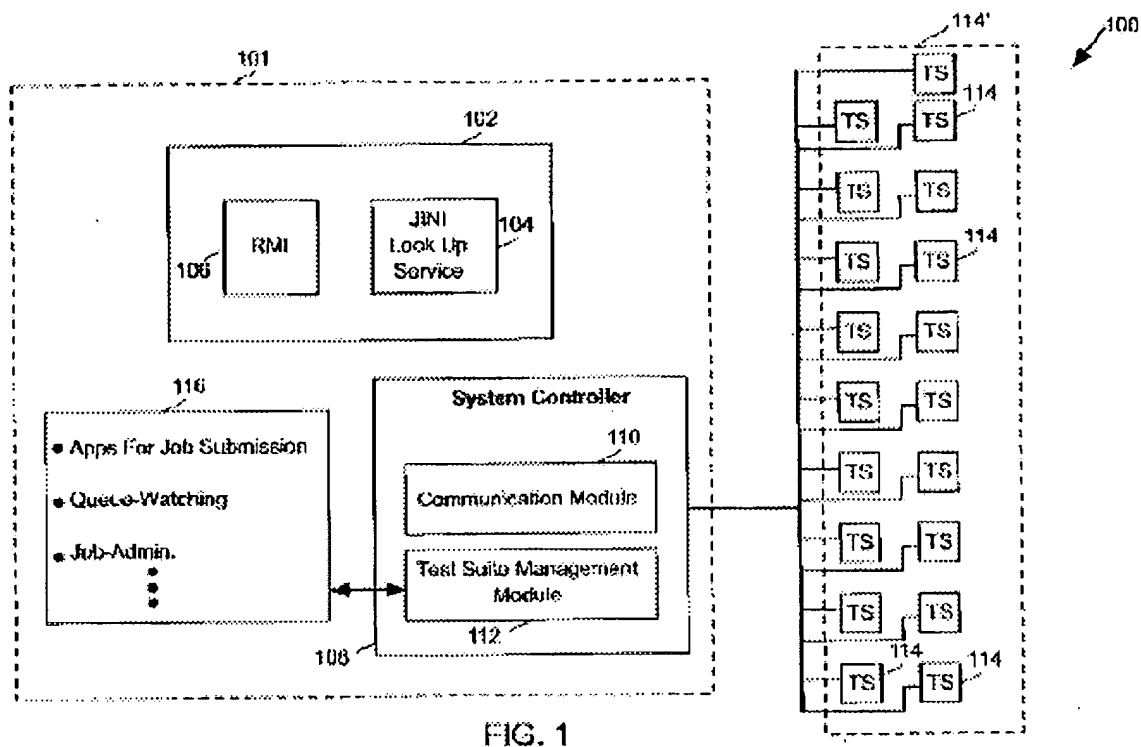 100
114'
101
102
RMI
106
JINI
Look Up
Service
104
116
Apps For Job Submission
Queue-Watching
Job-Admin.
System Controller
110
Communication Module
Test Suite Management
Module
112
108
TS
114
TS TS
TS TS
114
TS TS
TS TS
TS TS
TS TS
TS TS
TS TS
114 114
TS TS
FIG. 1